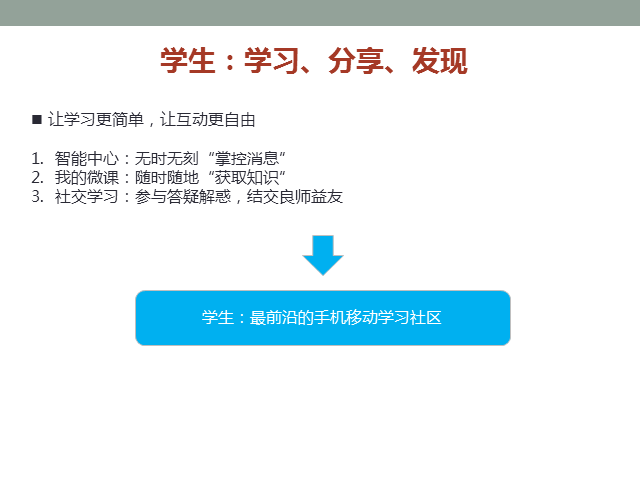 学生：学习、分享、发现
■ 让学习更简单，让互动更自由
1. 智能中心：无时无刻“掌控消息”
2. 我的微课：随时随地“获取知识”
3. 社交学习：参与答疑解惑，结交良师益友
学生：最前沿的手机移动学习社区